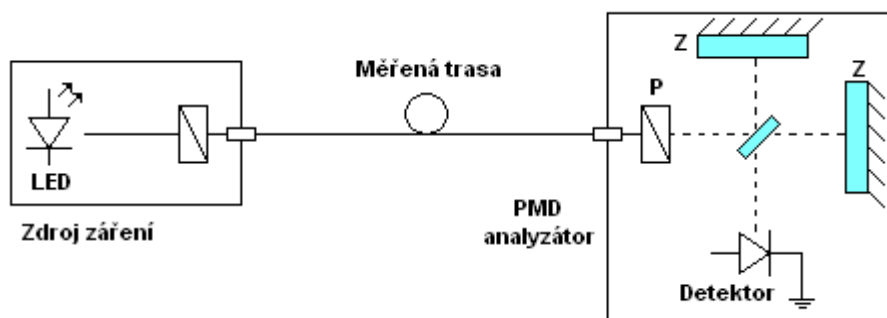 Z
Měřená trasa
Z
P
LED
Zdroj záření
PMD
analyzátor
Detektor